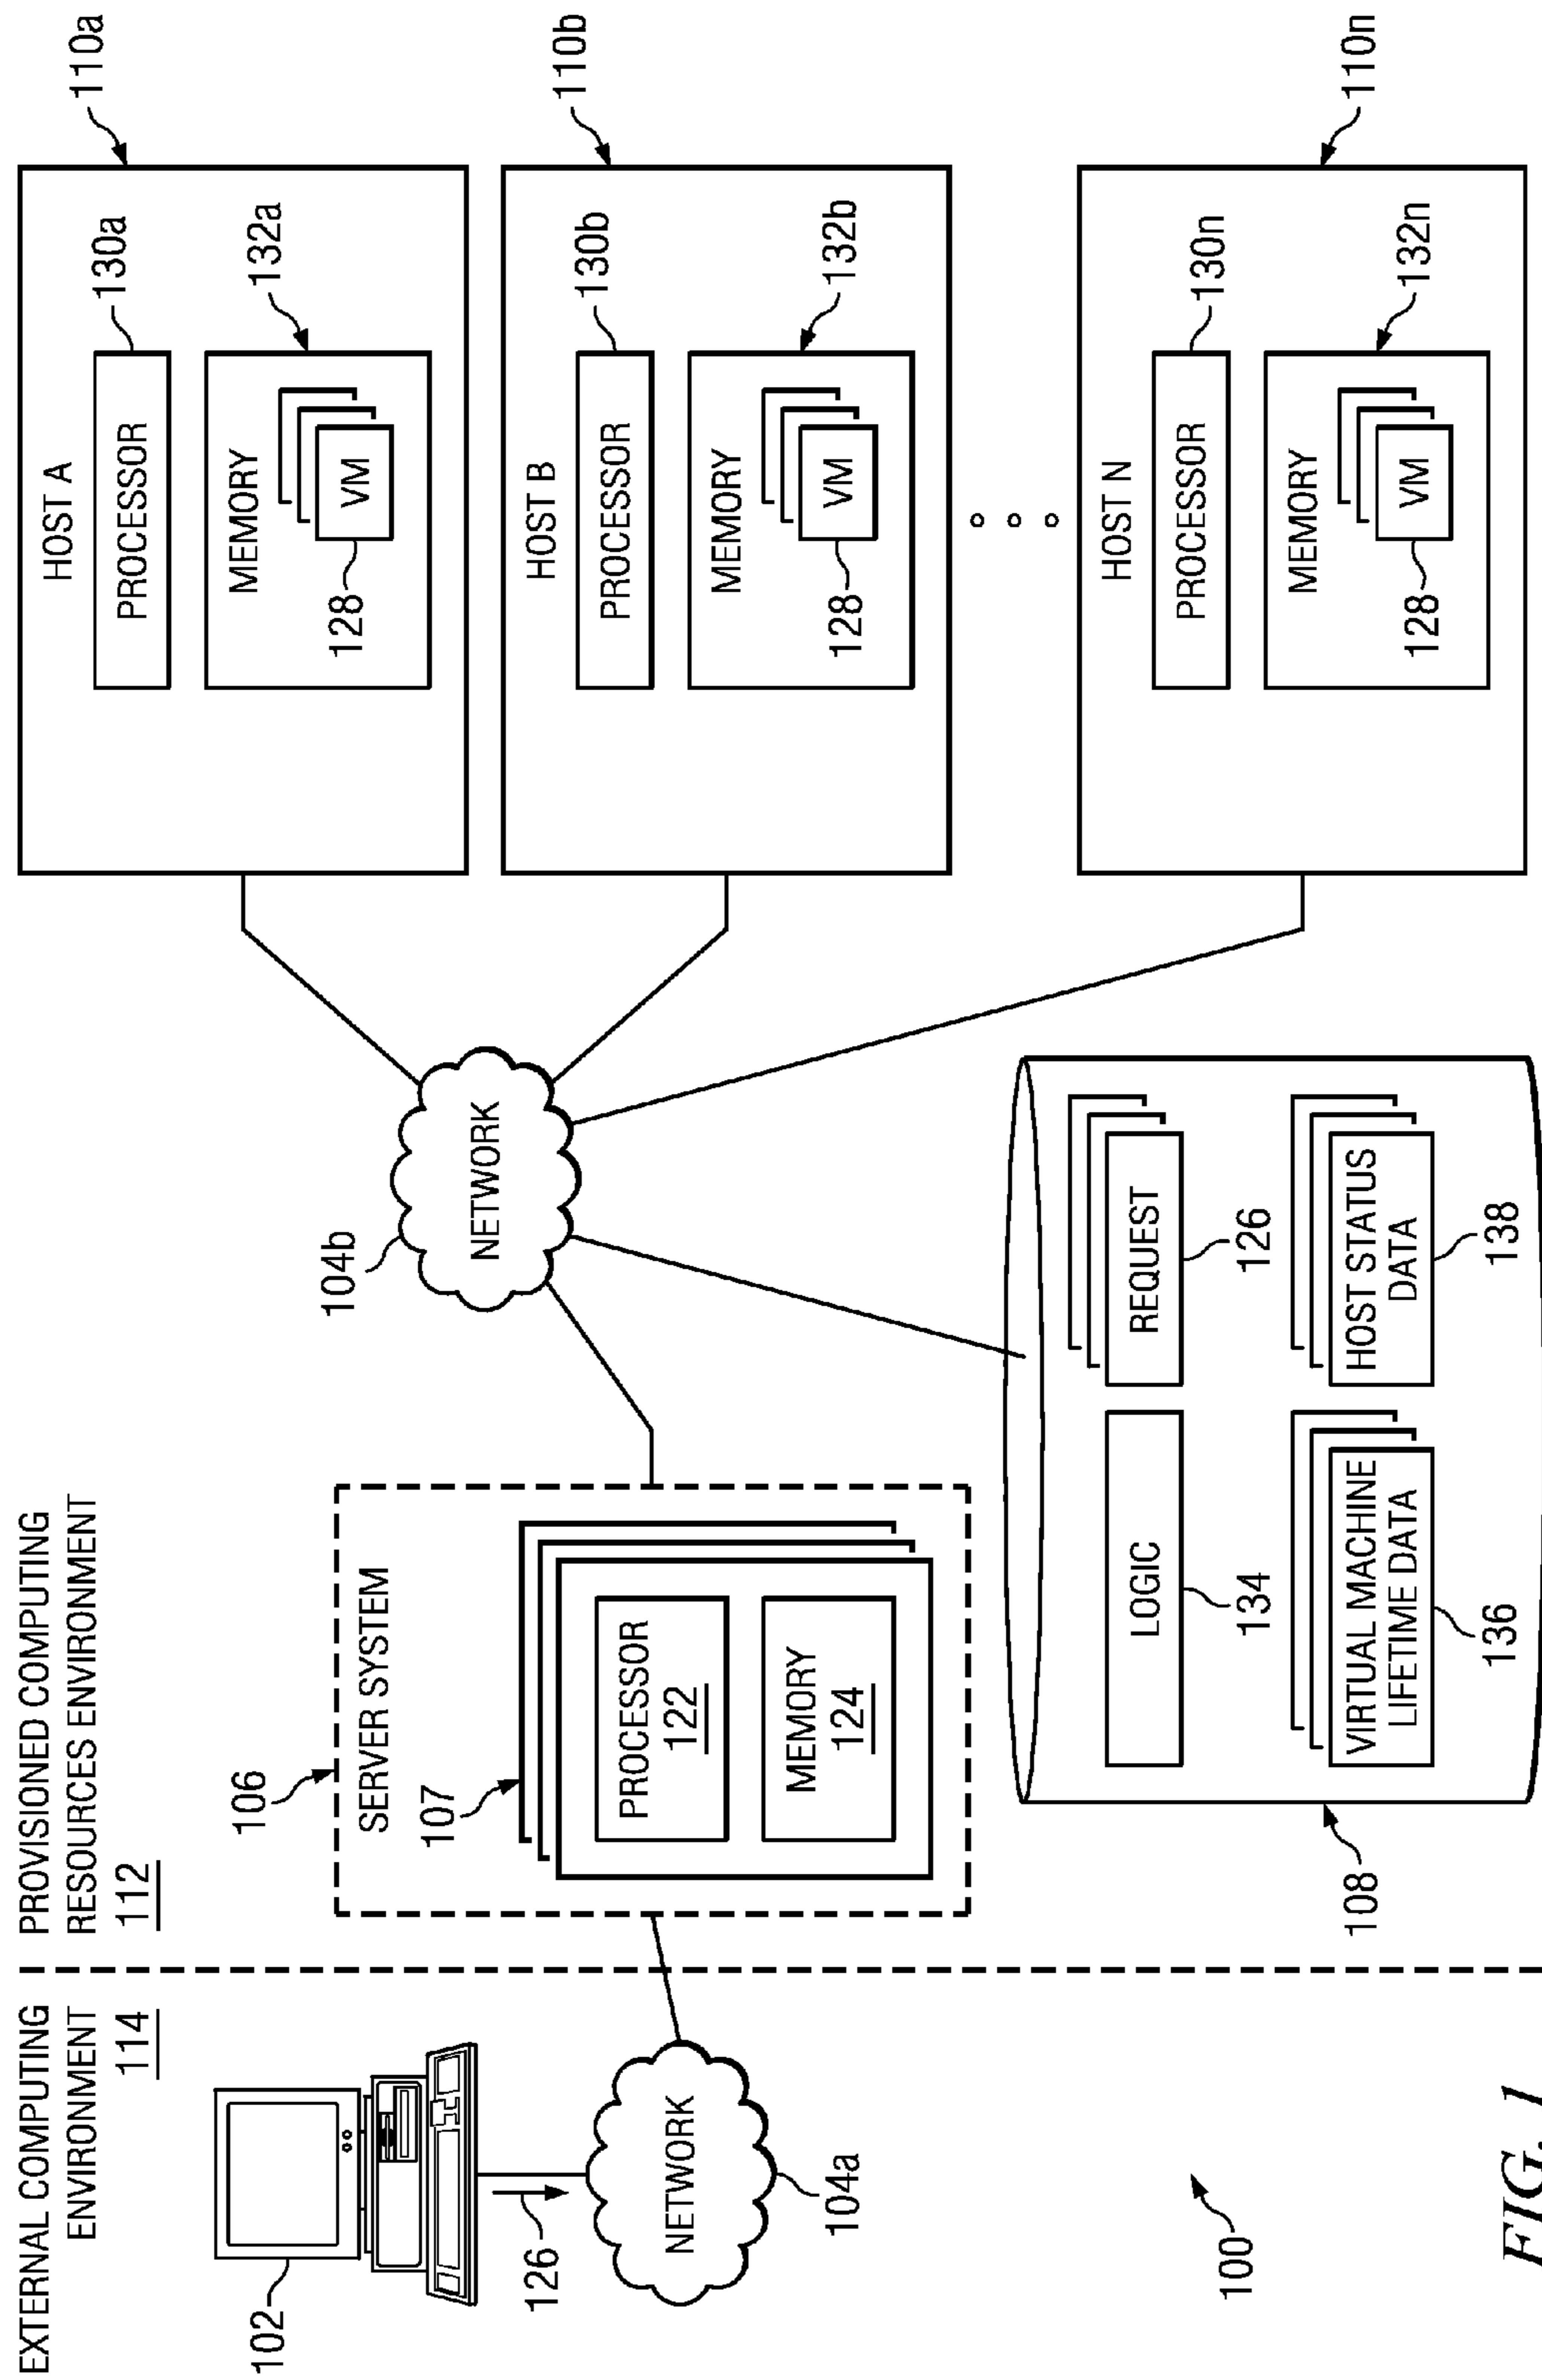 EXTERNAL COMPUTING
ENVIRONMENT
114
PROVISIONED COMPUTING
RESOURCES ENVIRONMENT
112
102
126
NETWORK
104a
100
106
SERVER SYSTEM
107
PROCESSOR
122
MEMORY
124
104b
NETWORK
108
LOGIC
134
REQUEST
126
VIRTUAL MACHINE
LIFETIME DATA
136
HOST STATUS
DATA
138
HOST A
110a
PROCESSOR
130a
MEMORY
132a
VM
128
HOST B
110b
PROCESSOR
130b
MEMORY
132b
VM
128
HOST N
110n
PROCESSOR
130n
MEMORY
132n
VM
128
FIG. 1